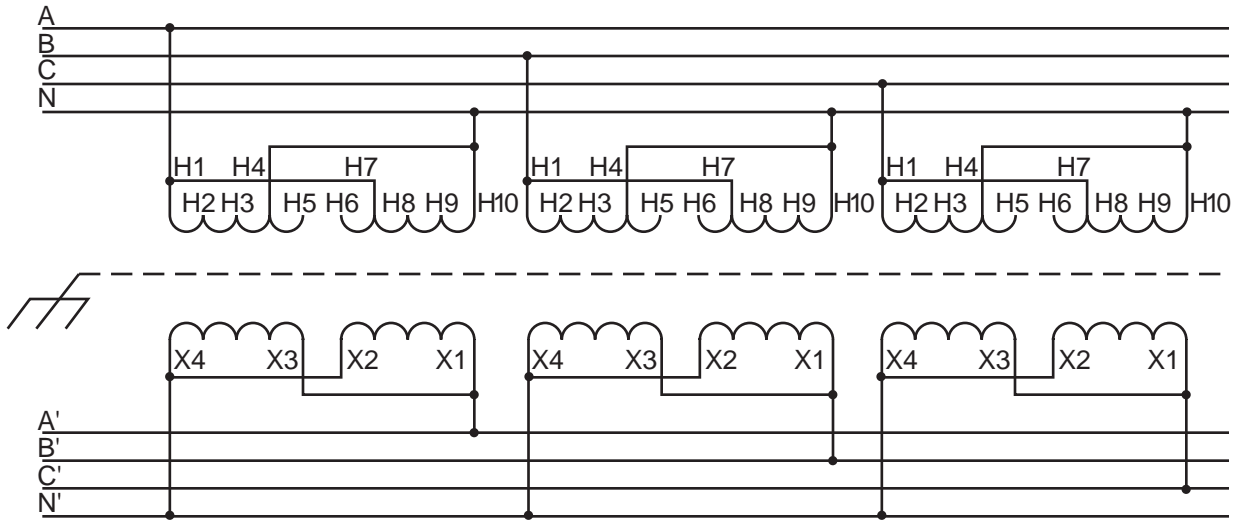 A
B
C
N
H1 H4 H7 H1 H4 H7 H1 H4 H7
H2 H3 H5 H6 H8 H9 H10 H2 H3 H5 H6 H8 H9 H10 H2 H3 H5 H6 H8 H9 H10
X4 X3 X2 X1 X4 X3 X2 X1 X4 X3 X2 X1
A'
B'
C'
N'